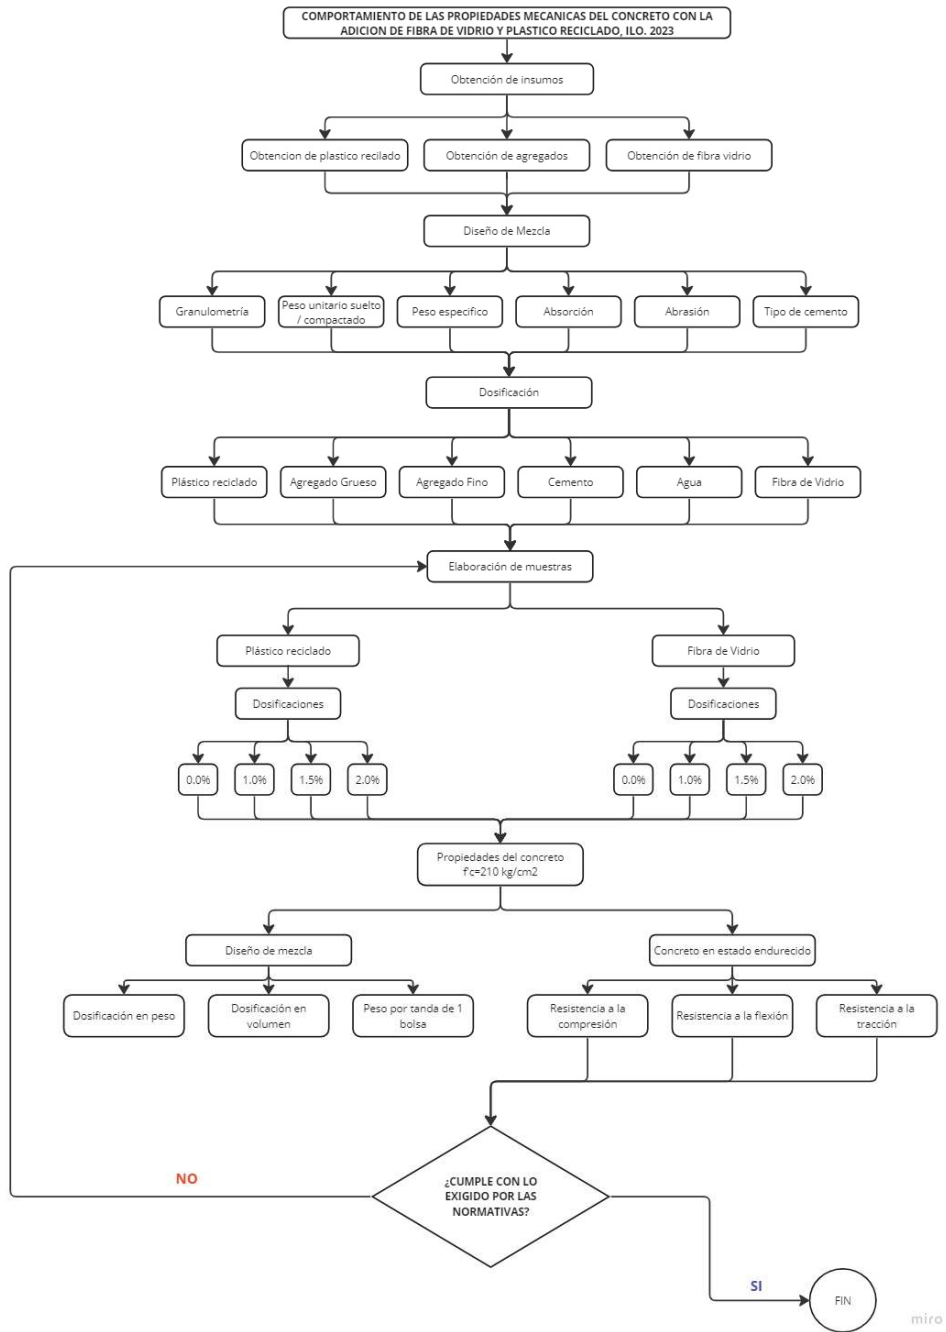 COMPORTAMIENTO DE LAS PROPIEDADES MECANICAS DEL CONCRETO CON LA
ADICION DE FIBRA DE VIDRIO Y PLASTICO RECICLADO, ILO. 2023
Obtención de insumos
Obtencion de plastico recilado
Obtención de agregados
Obtención de fibra vidrio
Diseño de Mezcla
Granulometría
Peso unitario suelto
/ compactado
Peso especifico
Absorción
Abrasión
Tipo de cemento
Dosificación
Plástico reciclado
Agregado Grueso
Agregado Fino
Cemento
Agua
Fibra de Vidrio
Elaboración de muestras
Plástico reciclado
Fibra de Vidrio
Dosificaciones
Dosificaciones
0.0%
1.0%
1.5%
2.0%
0.0%
1.0%
1.5%
2.0%
Propiedades del concreto
f'c=210 kg/cm2
Diseño de mezcla
Concreto en estado endurecido
Dosificación en peso
Dosificación en
volumen
Peso por tanda de 1
bolsa
Resistencia a la
compresión
Resistencia a la flexión
Resistencia a la
tracción
¿CUMPLE CON LO
EXIGIDO POR LAS
NORMATIVAS?
NO
SI
FIN
miro